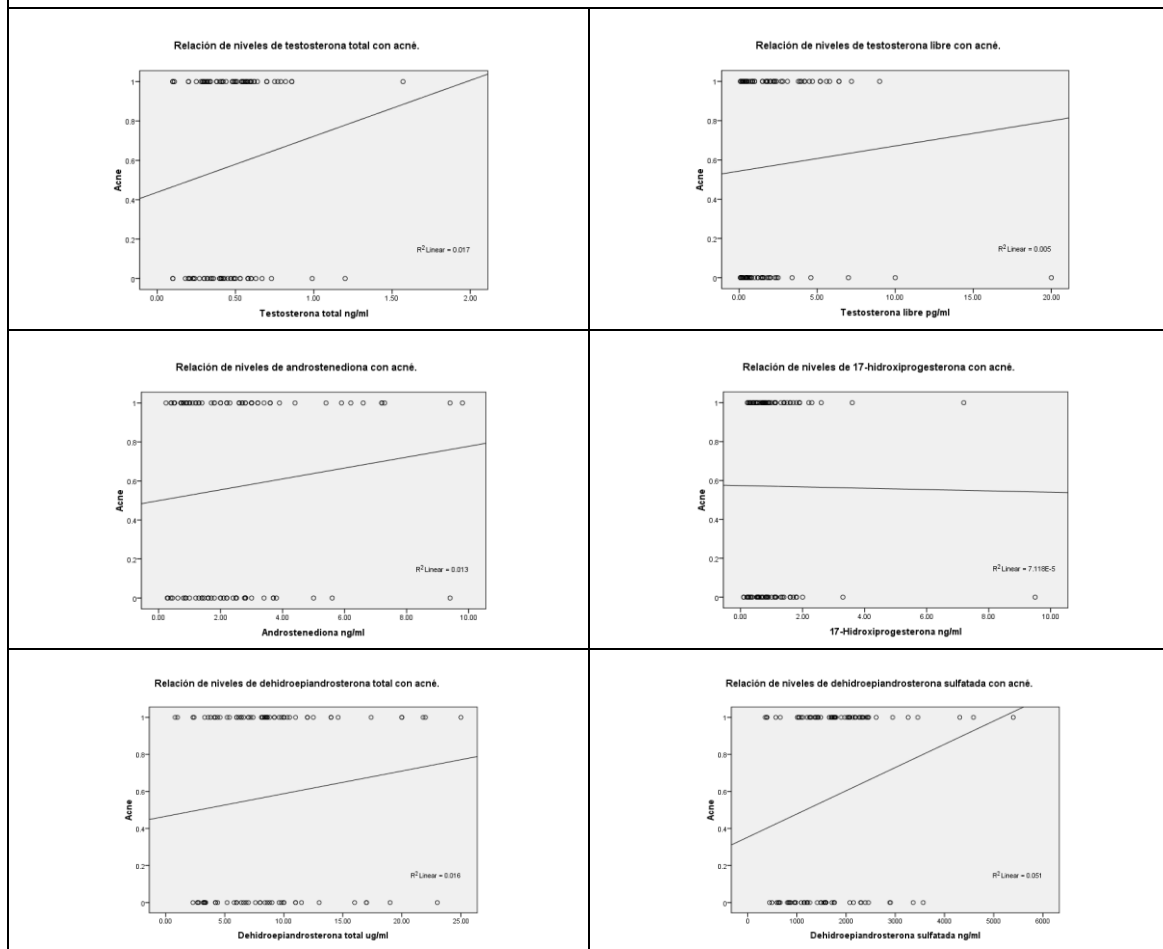 Relación de niveles de testosterona total con acné.
1
0.8
0.6
0.4
0.2
0
Acne
R² Linear = 0.017
0.00 0.50 1.00 1.50 2.00
Testosterona total ng/ml
Relación de niveles de testosterona libre con acné.
1
0.8
0.6
0.4
0.2
0
Acne
R² Linear = 0.005
0.00 5.00 10.00 15.00 20.00
Testosterona libre pg/ml
Relación de niveles de androstenediona con acné.
1
0.8
0.6
0.4
0.2
0
Acne
R² Linear = 0.013
0.00 2.00 4.00 6.00 8.00 10.00
Androstenediona ng/ml
Relación de niveles de 17-hidroxiprogesterona con acné.
1
0.8
0.6
0.4
0.2
0
Acne
R² Linear = 7.118E-5
0.00 2.00 4.00 6.00 8.00 10.00
17-Hidroxiprogesterona ng/ml
Relación de niveles de dehidroepiandrosterona total con acné.
1
0.8
0.6
0.4
0.2
0
Acne
R² Linear = 0.016
0.00 5.00 10.00 15.00 20.00 25.00
Dehidroepiandrosterona total ug/ml
Relación de niveles de dehidroepiandrosterona sulfatada con acné.
1
0.8
0.6
0.4
0.2
0
Acne
R² Linear = 0.051
0 1000 2000 3000 4000 5000 6000
Dehidroepiandrosterona sulfatada ng/ml